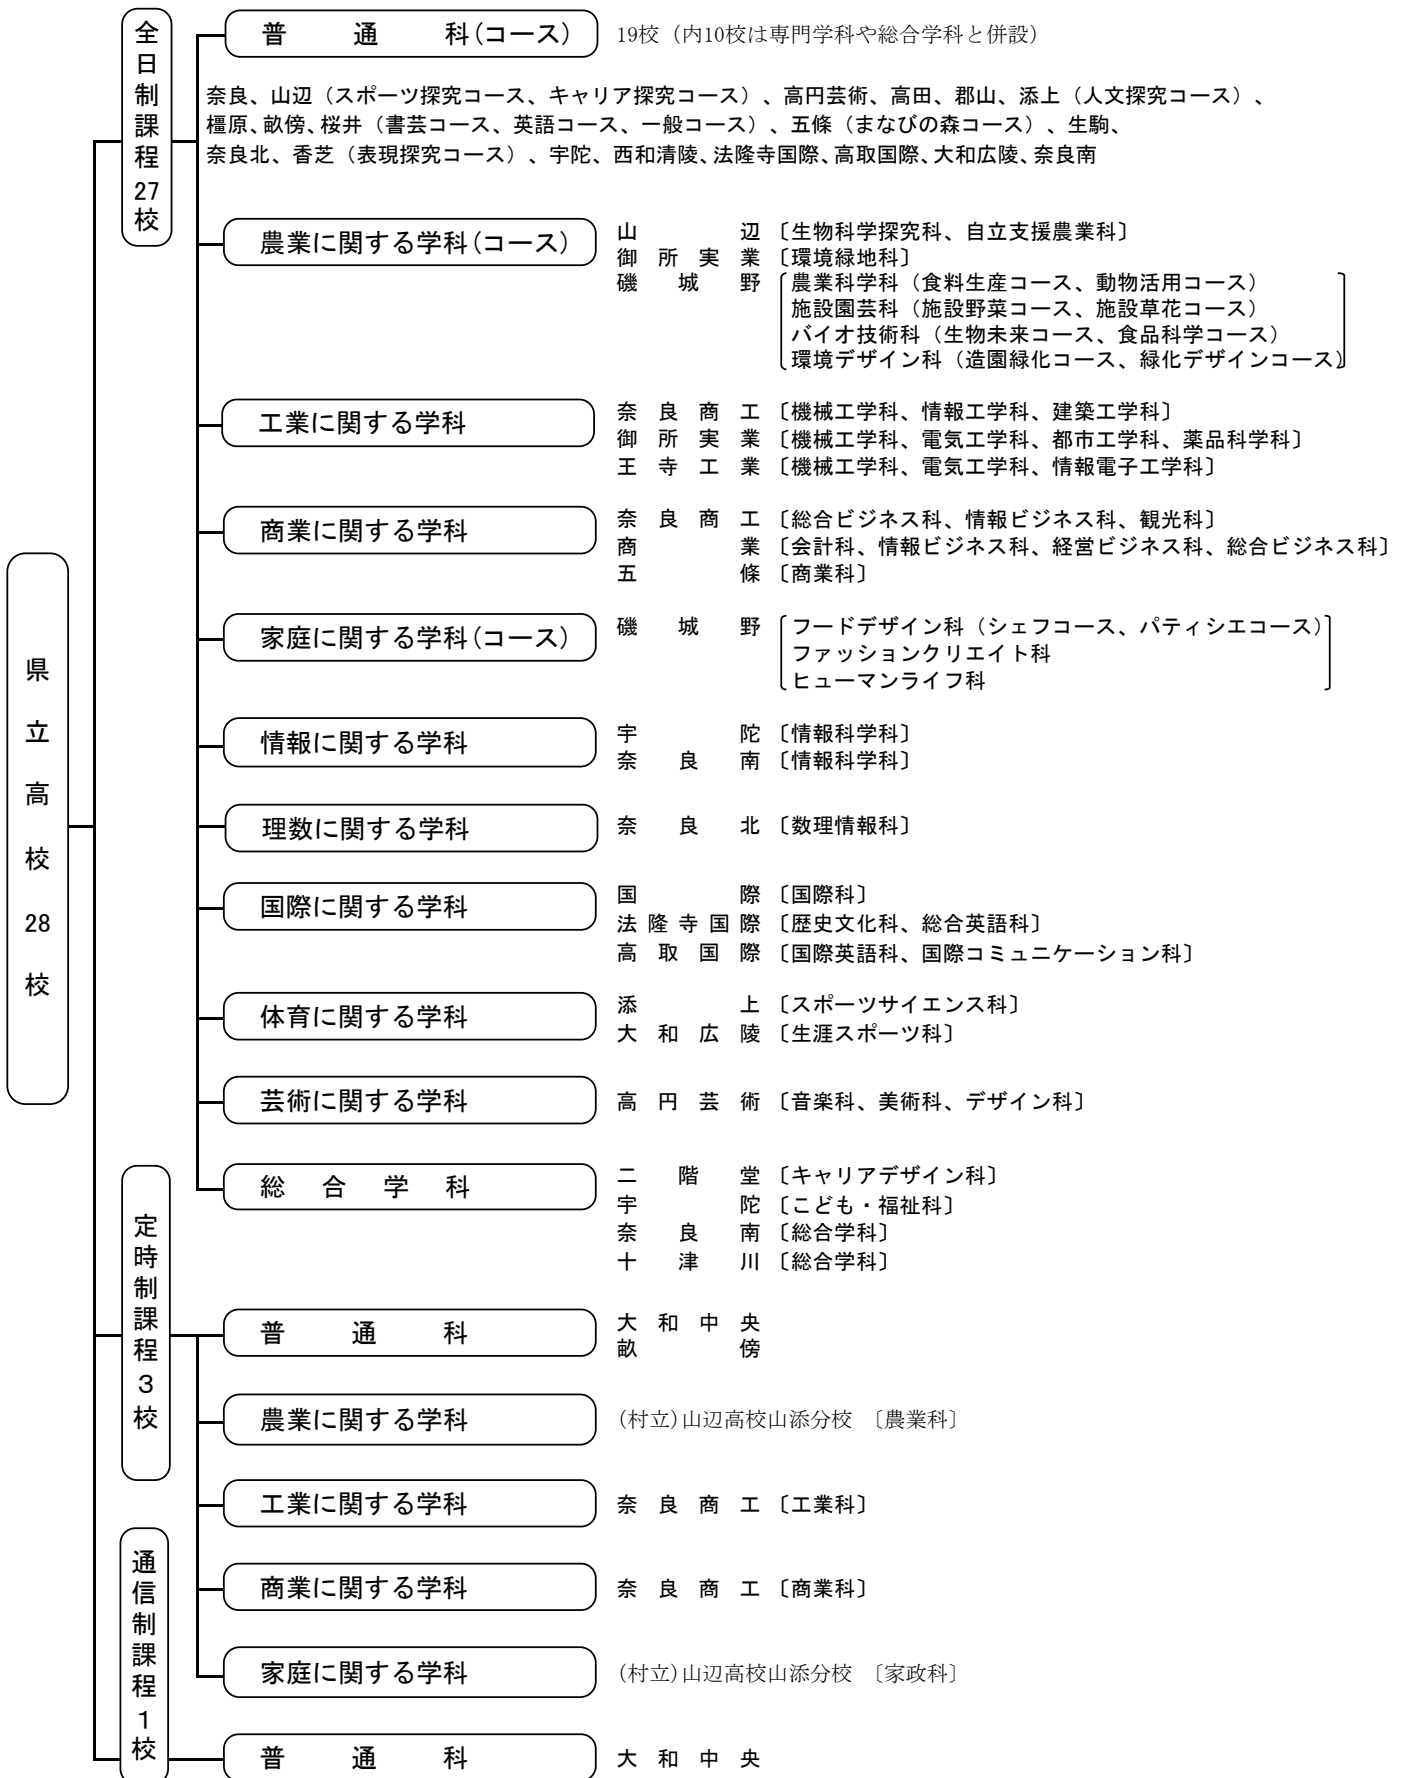 県立高校28校
全日制課程27校
普通科(コース) 19校（内10校は専門学科や総合学科と併設）
奈良、山辺（スポーツ探究コース、キャリア探究コース）、高円芸術、高田、郡山、添上（人文探究コース）、
橿原、畝傍、桜井（書芸コース、英語コース、一般コース）、五條（まなびの森コース）、生駒、
奈良北、香芝（表現探究コース）、宇陀、西和清陵、法隆寺国際、高取国際、大和広陵、奈良南
農業に関する学科(コース)
山辺〔生物科学探究科、自立支援農業科〕
御所実業〔環境緑地科〕
磯城野〔農業科学科（食料生産コース、動物活用コース）
施設園芸科（施設野菜コース、施設草花コース）
バイオ技術科（生物未来コース、食品科学コース）
環境デザイン科（造園緑化コース、緑化デザインコース）〕
工業に関する学科
奈良商工〔機械工学科、情報工学科、建築工学科〕
御所実業〔機械工学科、電気工学科、都市工学科、薬品科学科〕
王寺工業〔機械工学科、電気工学科、情報電子工学科〕
商業に関する学科
奈良商工〔総合ビジネス科、情報ビジネス科、観光科〕
商業〔会計科、情報ビジネス科、経営ビジネス科、総合ビジネス科〕
五條〔商業科〕
家庭に関する学科(コース)
磯城野〔フードデザイン科（シェフコース、パティシエコース）
ファッションクリエイト科
ヒューマンライフ科〕
情報に関する学科
宇陀〔情報科学科〕
奈良南〔情報科学科〕
理数に関する学科
奈良北〔数理情報科〕
国際に関する学科
国際〔国際科〕
法隆寺国際〔歴史文化科、総合英語科〕
高取国際〔国際英語科、国際コミュニケーション科〕
体育に関する学科
添上〔スポーツサイエンス科〕
大和広陵〔生涯スポーツ科〕
芸術に関する学科
高円芸術〔音楽科、美術科、デザイン科〕
総合学科
二階堂〔キャリアデザイン科〕
宇陀〔こども・福祉科〕
奈良南〔総合学科〕
十津川〔総合学科〕
定時制課程3校
普通科
大和中央
畝傍
農業に関する学科
(村立)山辺高校山添分校 〔農業科〕
工業に関する学科
奈良商工〔工業科〕
商業に関する学科
奈良商工〔商業科〕
家庭に関する学科
(村立)山辺高校山添分校 〔家政科〕
通信制課程1校
普通科
大和中央